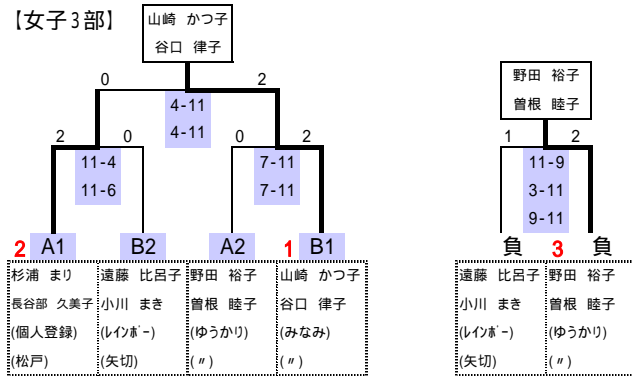 【女子3部】
山崎 かつ子
谷口 律子
0 2
4-11
4-11
2 0 0 2
11-4 7-11
11-6 7-11
2 A1 B2 A2 1 B1
杉浦 まり 遠藤 比呂子 野田 裕子 山崎 かつ子
長谷部 久美子 小川 まき 曽根 睦子 谷口 律子
(個人登録) (ﾚｲﾝﾎﾞｰ) (ゆうかり) (みなみ)
(松戸) (矢切) (〃) (〃)
野田 裕子
曽根 睦子
1 2
11-9
3-11
9-11
負 3 負
遠藤 比呂子 野田 裕子
小川 まき 曽根 睦子
(ﾚｲﾝﾎﾞｰ) (ゆうかり)
(矢切) (〃)